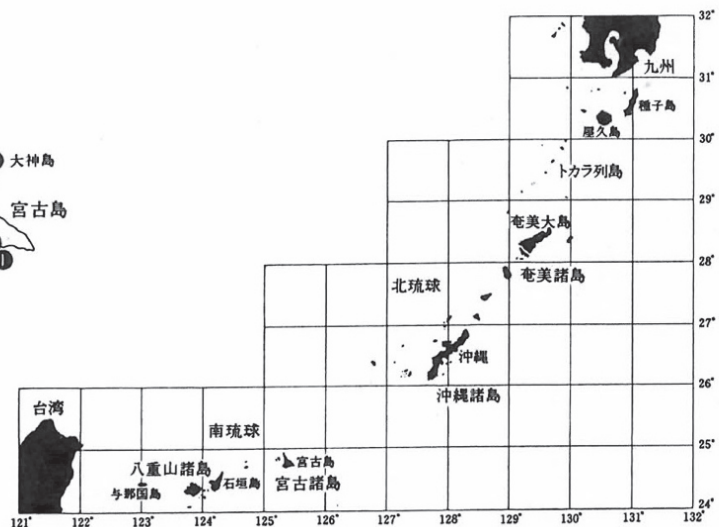 32°
九州
31°
種子島
屋久島
30°
トカラ列島
大神島
29°
宮古島
奄美大島
28°
奄美諸島
北琉球
27°
沖縄
26°
沖縄諸島
台湾
南琉球
25°
八重山諸島
宮古島
与那国島
石垣島
宮古諸島
24°
121° 122° 123° 124° 125° 126° 127° 128° 129° 130° 131° 132°